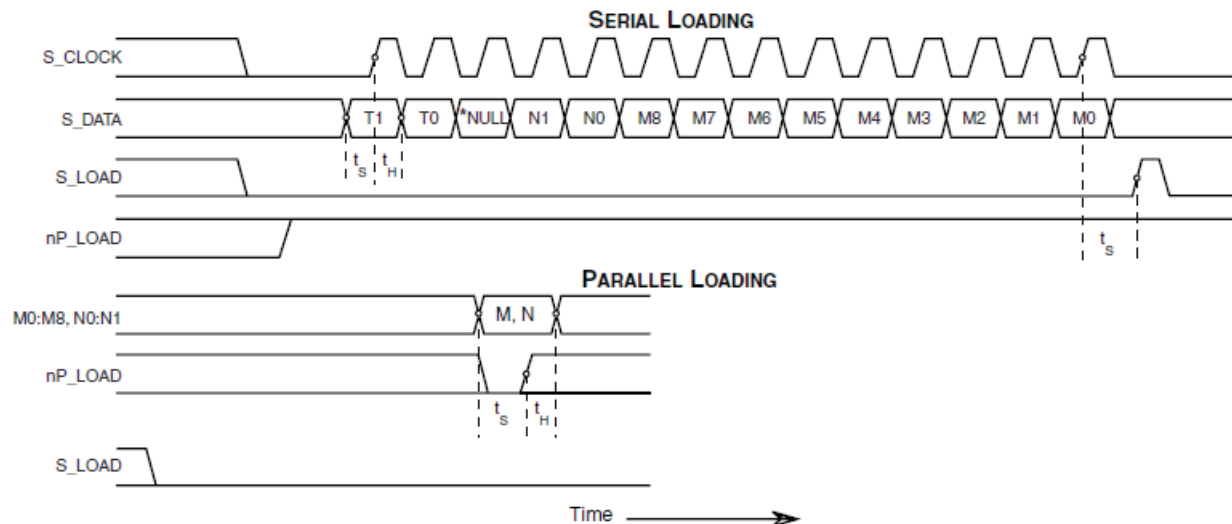 SERIAL LOADING
S_CLOCK
S_DATA T1 T0 *NULL N1 N0 M8 M7 M6 M5 M4 M3 M2 M1 M0
tS tH
S_LOAD
nP_LOAD
tS
PARALLEL LOADING
M0:M8, N0:N1 M, N
nP_LOAD
tS tH
S_LOAD
Time